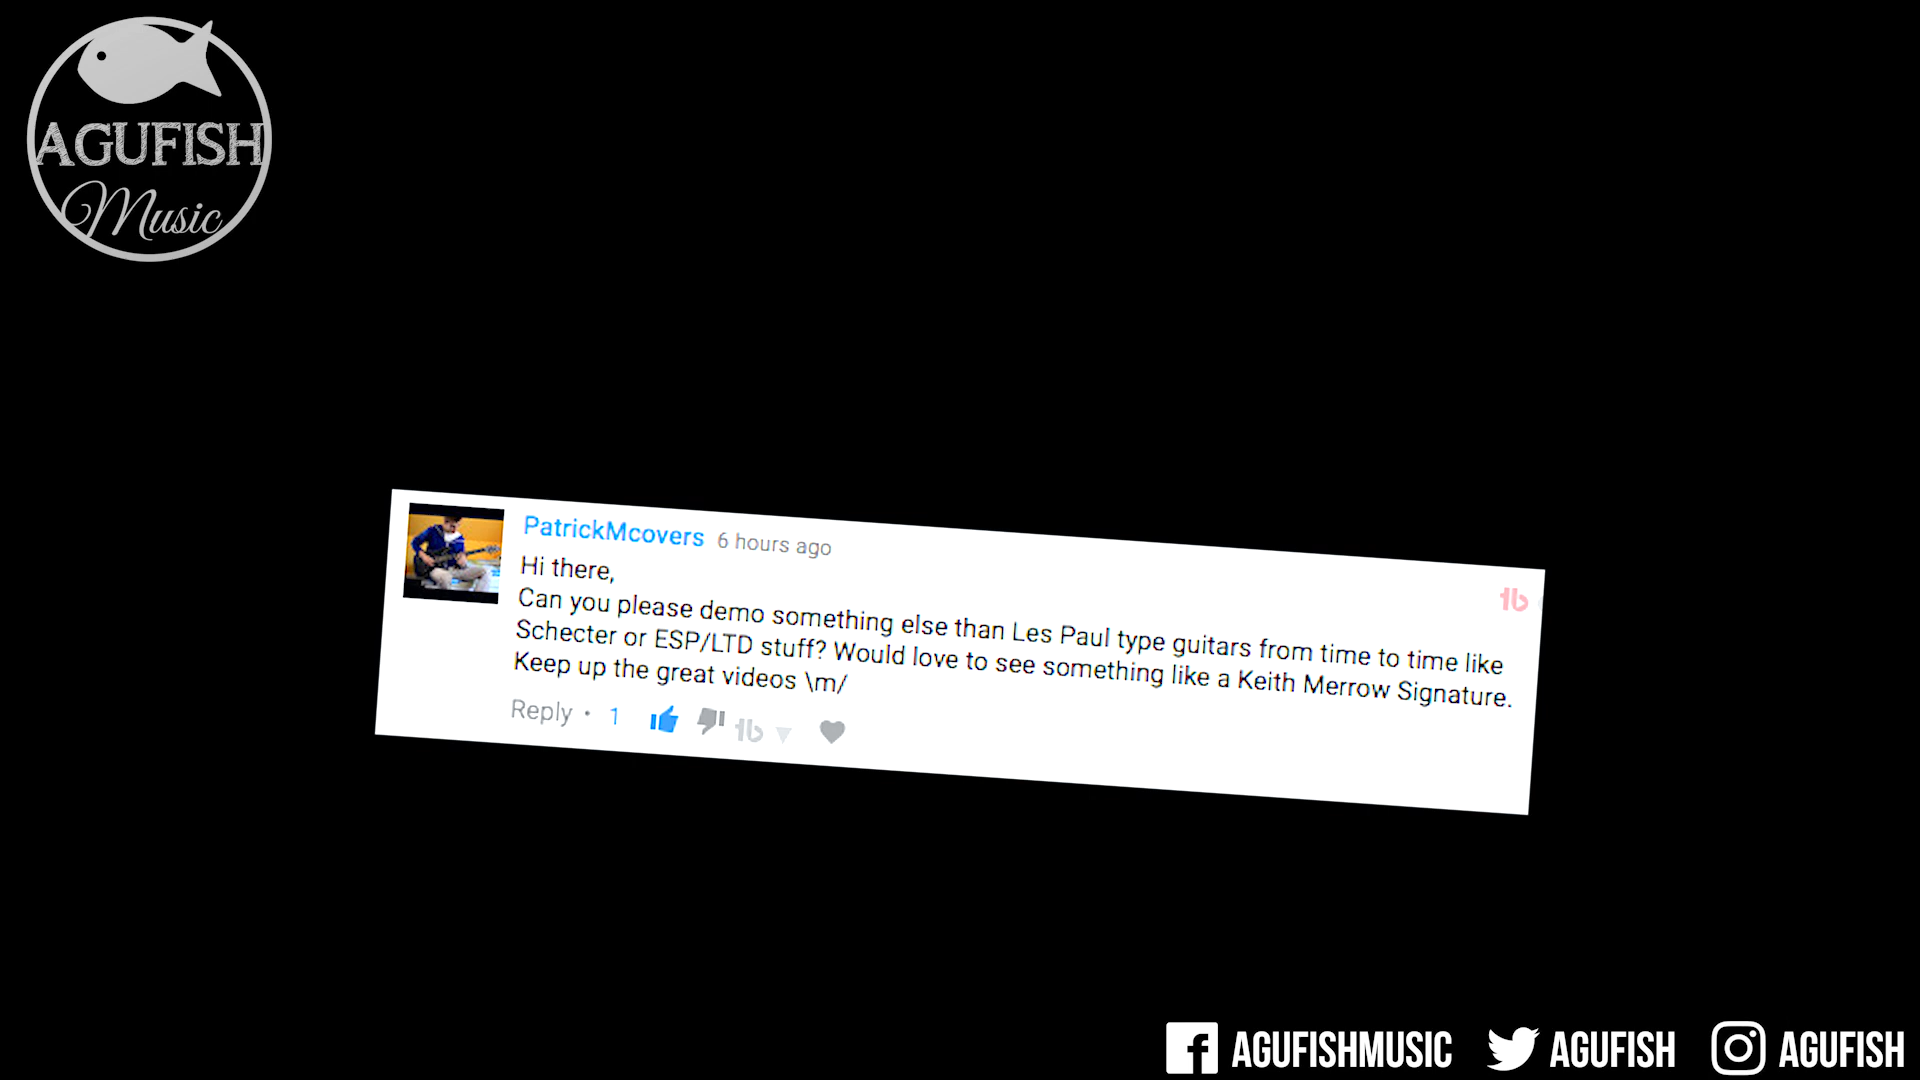 AGUFISH
Music
PatrickMcovers 6 hours ago
Hi there,
Can you please demo something else than Les Paul type guitars from time to time like
Schecter or ESP/LTD stuff? Would love to see something like a Keith Merrow Signature.
Keep up the great videos \m/
Reply • 1
AGUFISHMUSIC AGUFISH AGUFISH